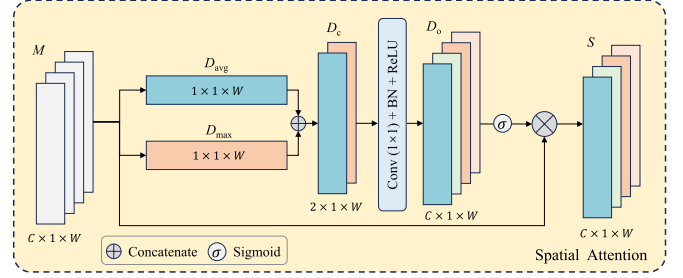 M
D_avg
1 × 1 × W
D_max
1 × 1 × W
D_c
2 × 1 × W
Conv (1×1) + BN + ReLU
D_o
C × 1 × W
σ
S
C × 1 × W
C × 1 × W
Concatenate
σ Sigmoid
Spatial Attention